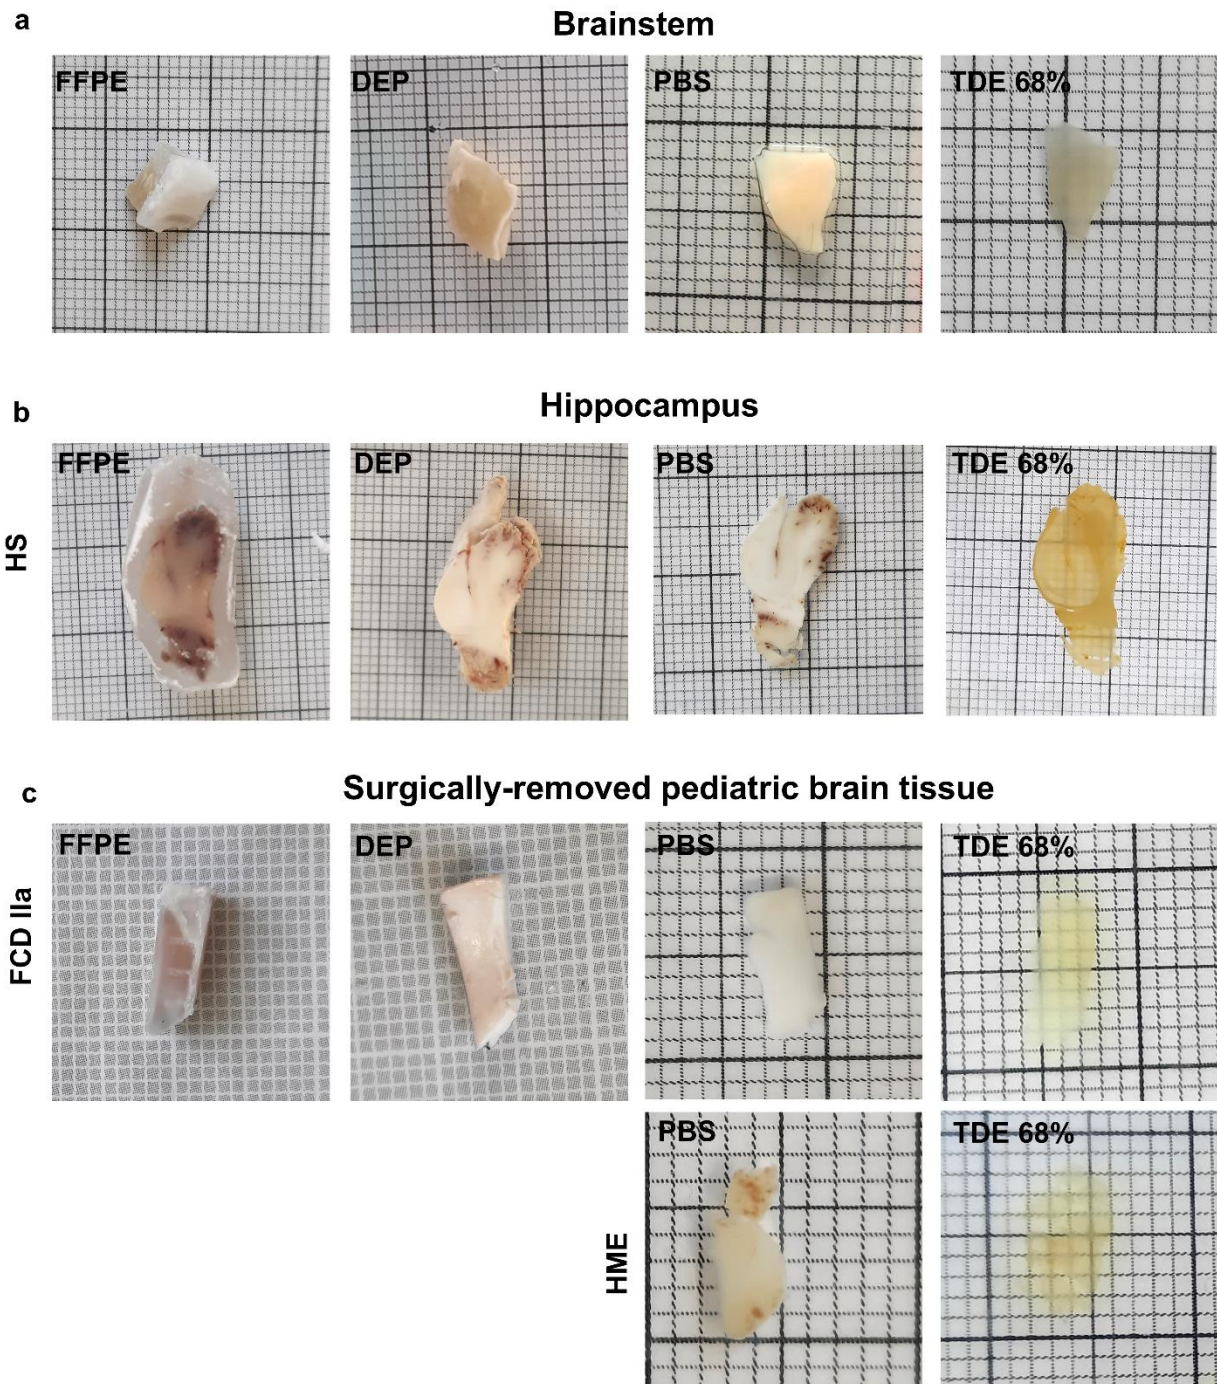 a
Brainstem
FFPE
DEP
PBS
TDE 68%
b
Hippocampus
HS
FFPE
DEP
PBS
TDE 68%
c
Surgically-removed pediatric brain tissue
FCD IIa
FFPE
DEP
PBS
TDE 68%
HME
PBS
TDE 68%